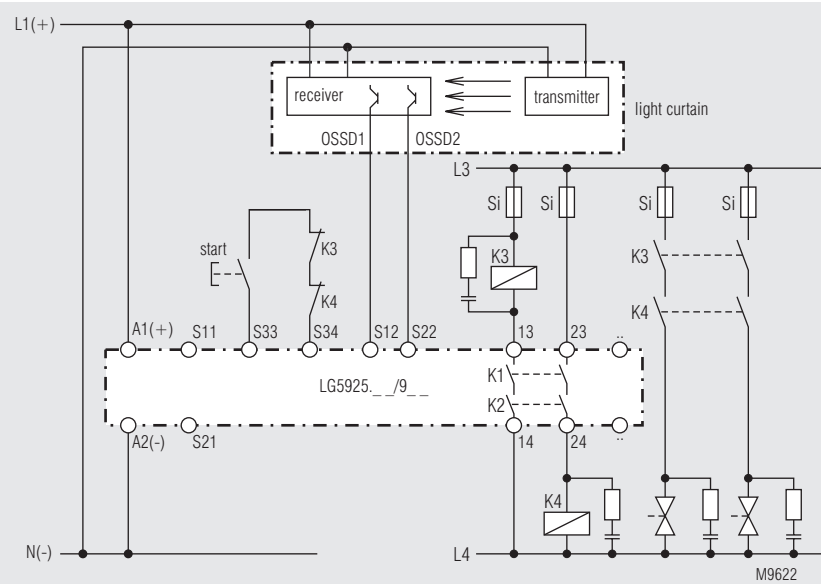 L1(+)
receiver
transmitter
light curtain
OSSD1
OSSD2
L3
Si
Si
Si
Si
start
K3
K4
K3
K3
K4
A1(+)
S11
S33
S34
S12
S22
13
23
..
LG5925._ _/9_ _
K1
K2
A2(-)
S21
14
24
..
K4
N(-)
L4
M9622